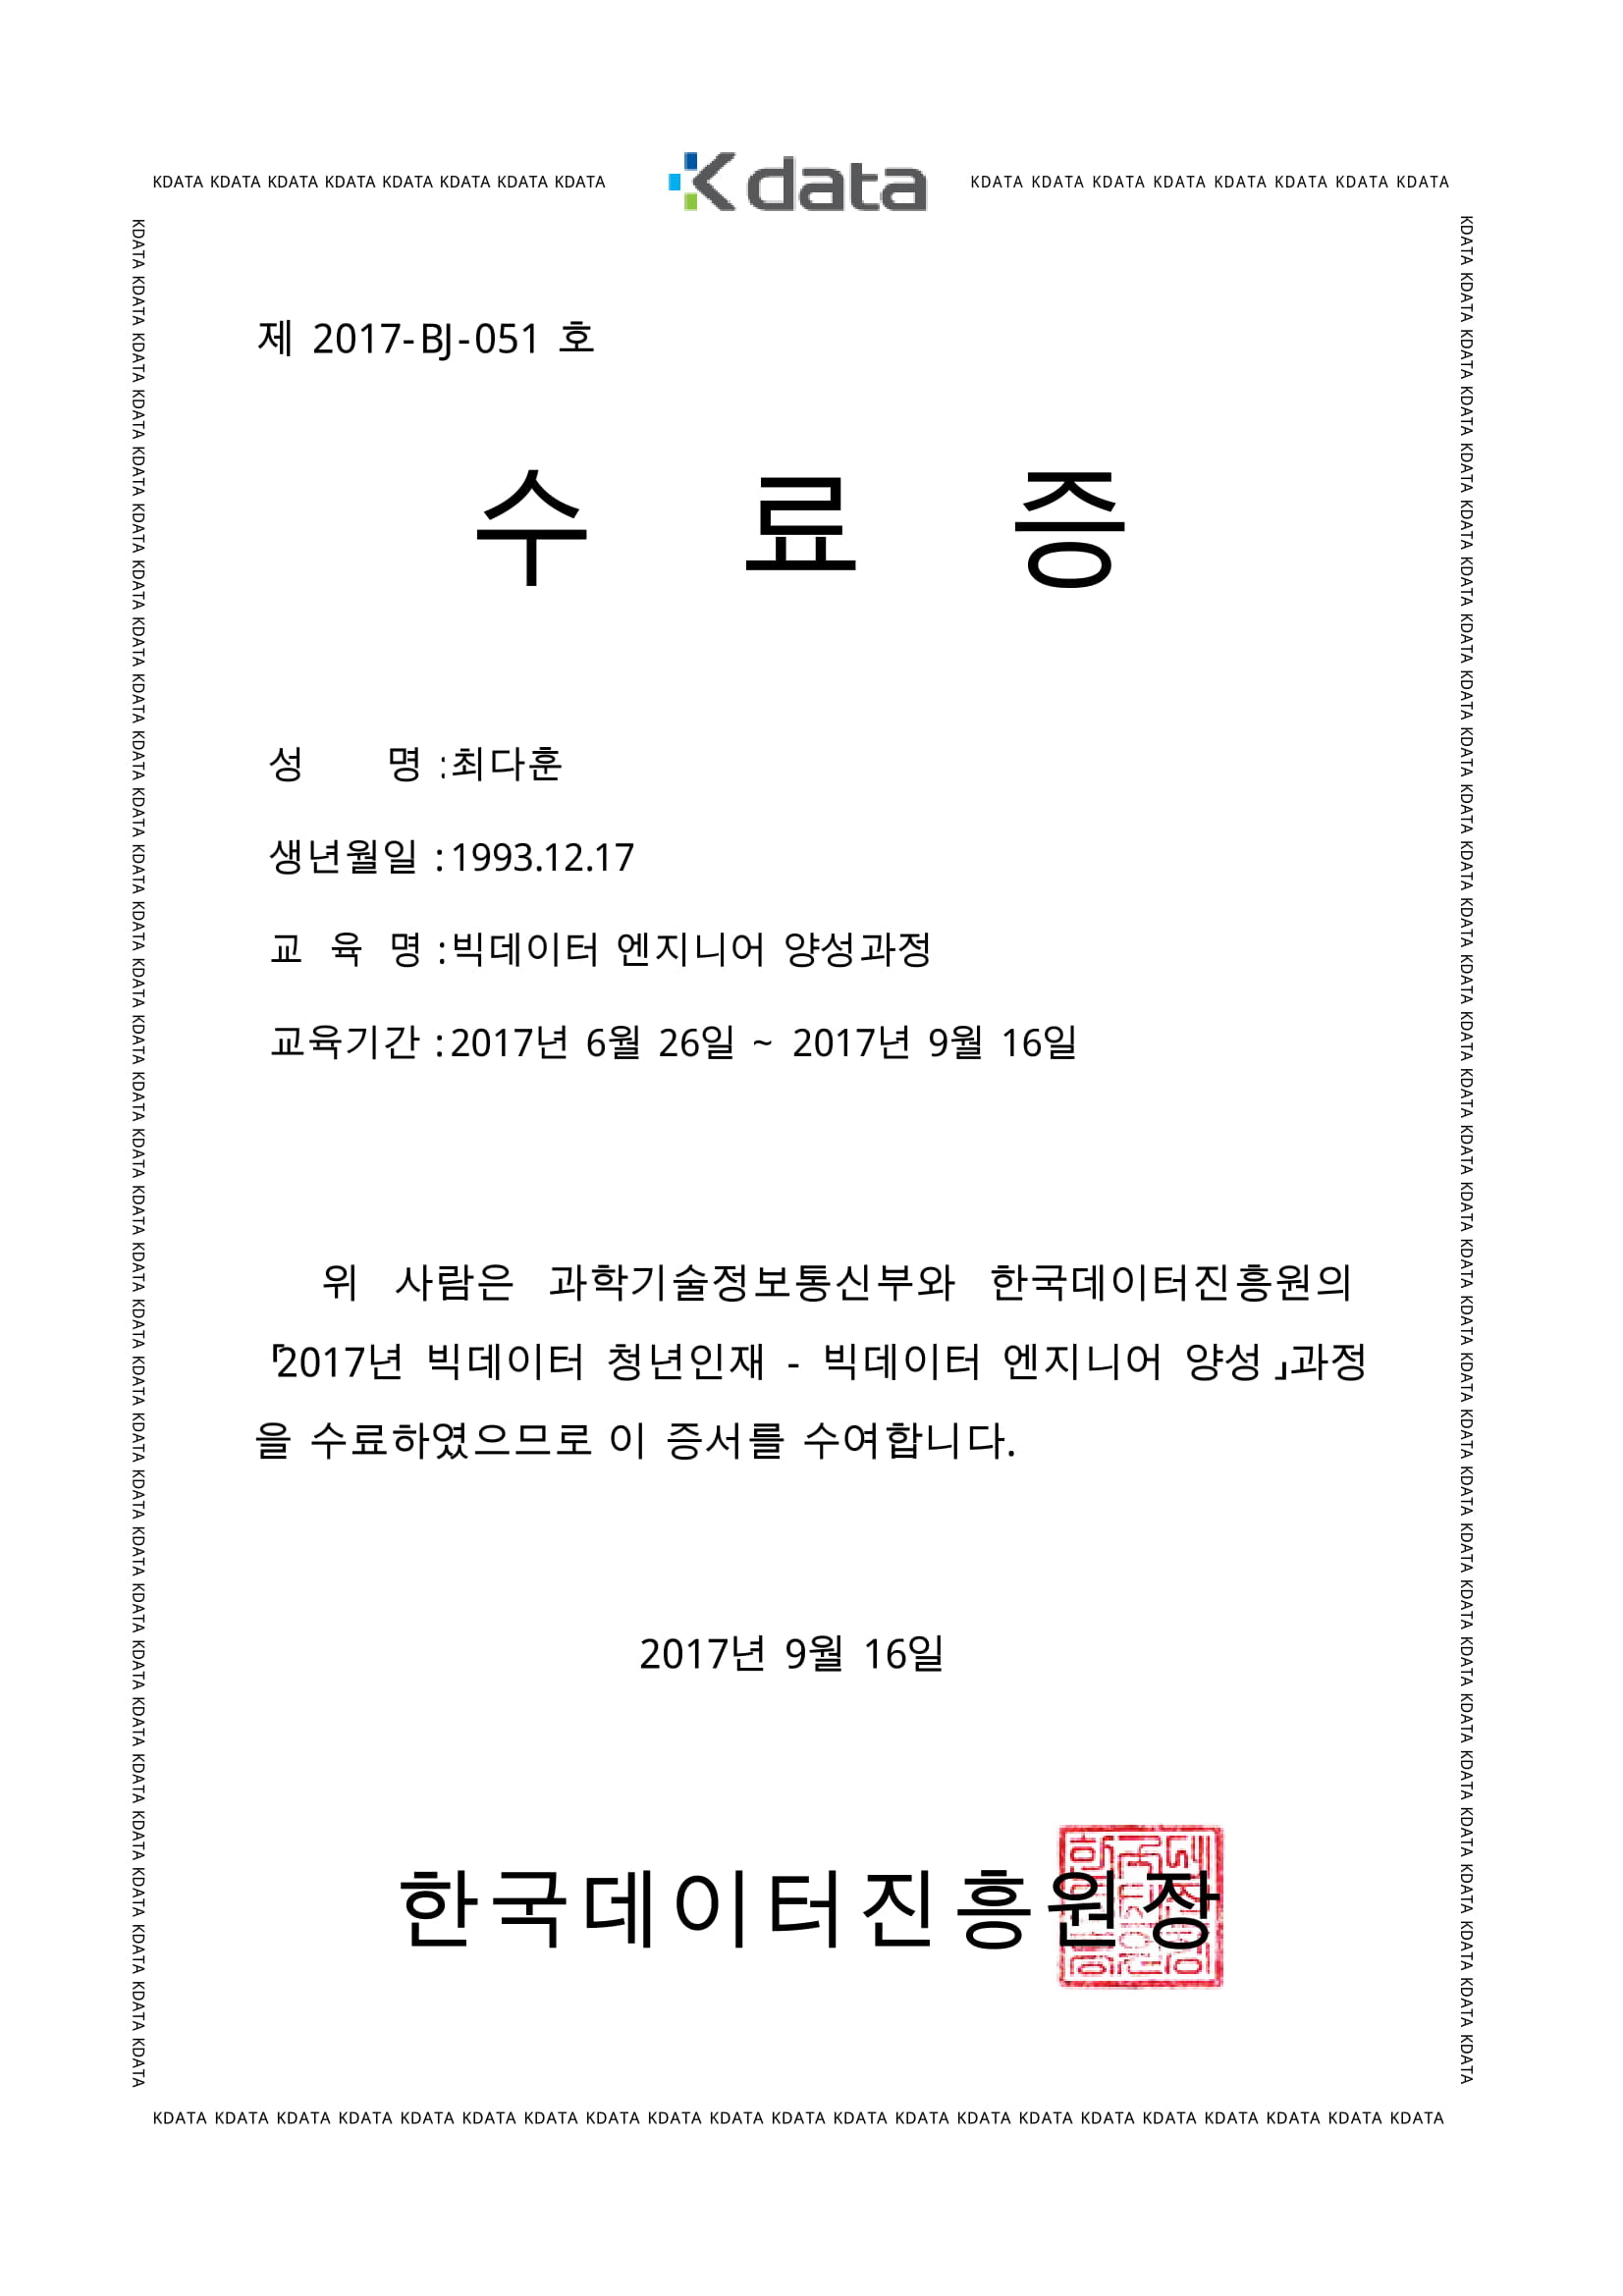 KDATA KDATA KDATA KDATA KDATA KDATA KDATA KDATA
Kdata
KDATA KDATA KDATA KDATA KDATA KDATA KDATA KDATA
제 2017-BJ-051 호
수 료 증
성 명 :최다훈
생년월일 :1993.12.17
교 육 명 :빅데이터 엔지니어 양성과정
교육기간 :2017년 6월 26일 ~ 2017년 9월 16일
위 사람은 과학기술정보통신부와 한국데이터진흥원의
「2017년 빅데이터 청년인재 - 빅데이터 엔지니어 양성」과정
을 수료하였으므로 이 증서를 수여합니다.
2017년 9월 16일
한국데이터진흥원장
KDATA KDATA KDATA KDATA KDATA KDATA KDATA KDATA KDATA KDATA KDATA KDATA KDATA KDATA KDATA KDATA KDATA KDATA KDATA KDATA KDATA